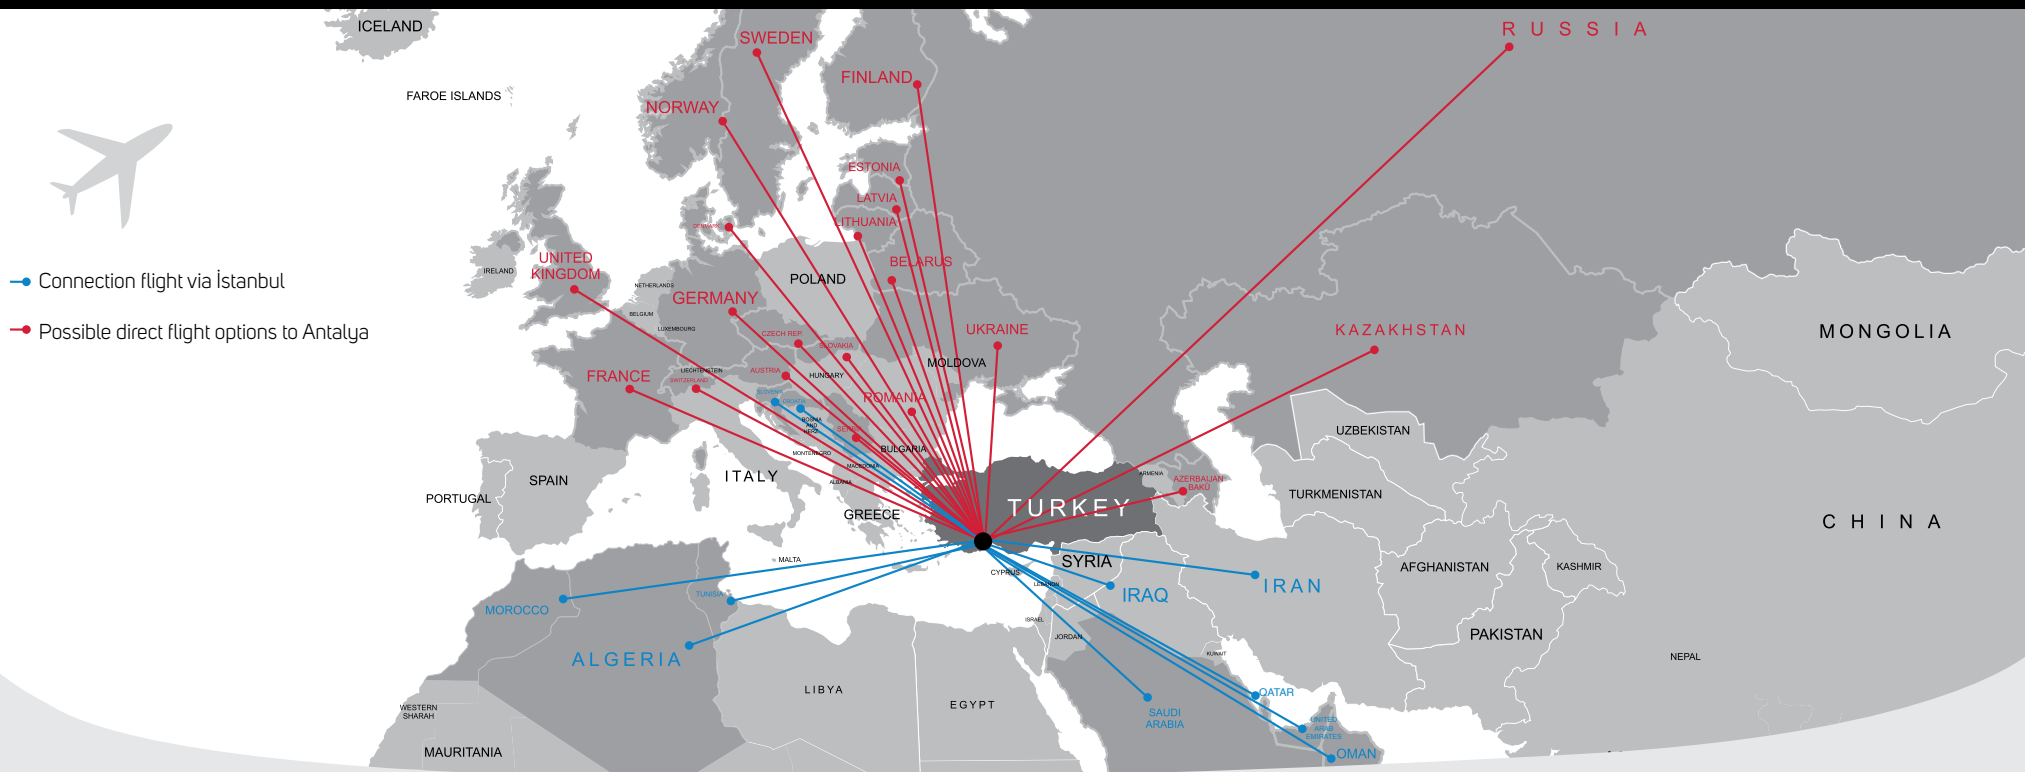 ICELAND
SWEDEN
RUSSIA
FINLAND
FAROE ISLANDS
NORWAY
ESTONIA
LATVIA
LITHUANIA
DENMARK
UNITED
KINGDOM
IRELAND
BELARUS
POLAND
Connection flight via İstanbul
NETHERLANDS
GERMANY
BELGIUM
LUXEMBOURG
Possible direct flight options to Antalya
CZECH REP.
UKRAINE
KAZAKHSTAN
MONGOLIA
SLOVAKIA
MOLDOVA
LIECHTENSTEIN
AUSTRIA
HUNGARY
FRANCE
SWITZERLAND
SLOVENIA
CROATIA
ROMANIA
BOSNIA
AND
HERZ.
SERBIA
UZBEKISTAN
BULGARIA
MONTENEGRO
MACEDONIA
ITALY
SPAIN
ALBANIA
ARMENIA
AZERBAIJAN
BAKÜ
PORTUGAL
TURKMENISTAN
TURKEY
GREECE
CHINA
MALTA
SYRIA
CYPRUS
LEBANON
AFGHANISTAN
KASHMIR
IRAN
IRAQ
TUNISIA
MOROCCO
ISRAEL
JORDAN
PAKISTAN
KUWAIT
NEPAL
ALGERIA
LIBYA
EGYPT
QATAR
WESTERN
SHARAH
SAUDI
ARABIA
UNITED
ARAB
EMIRATES
MAURITANIA
OMAN